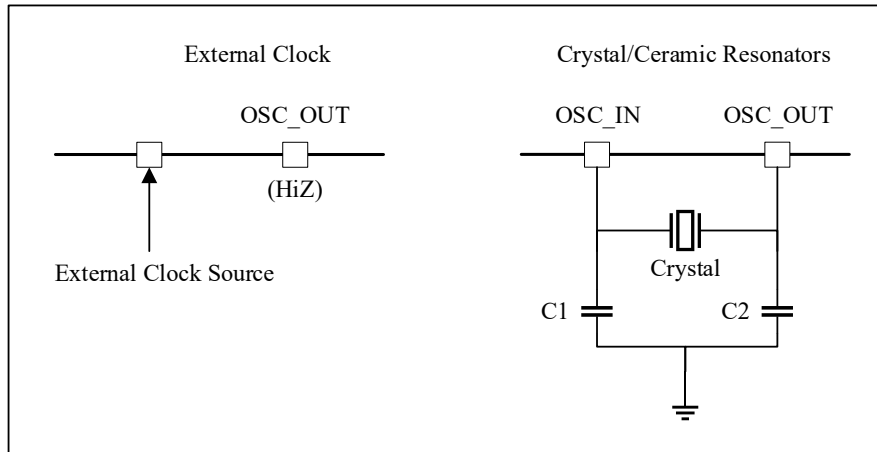 External Clock
OSC_OUT
(HiZ)
External Clock Source
Crystal/Ceramic Resonators
OSC_IN
OSC_OUT
Crystal
C1
C2